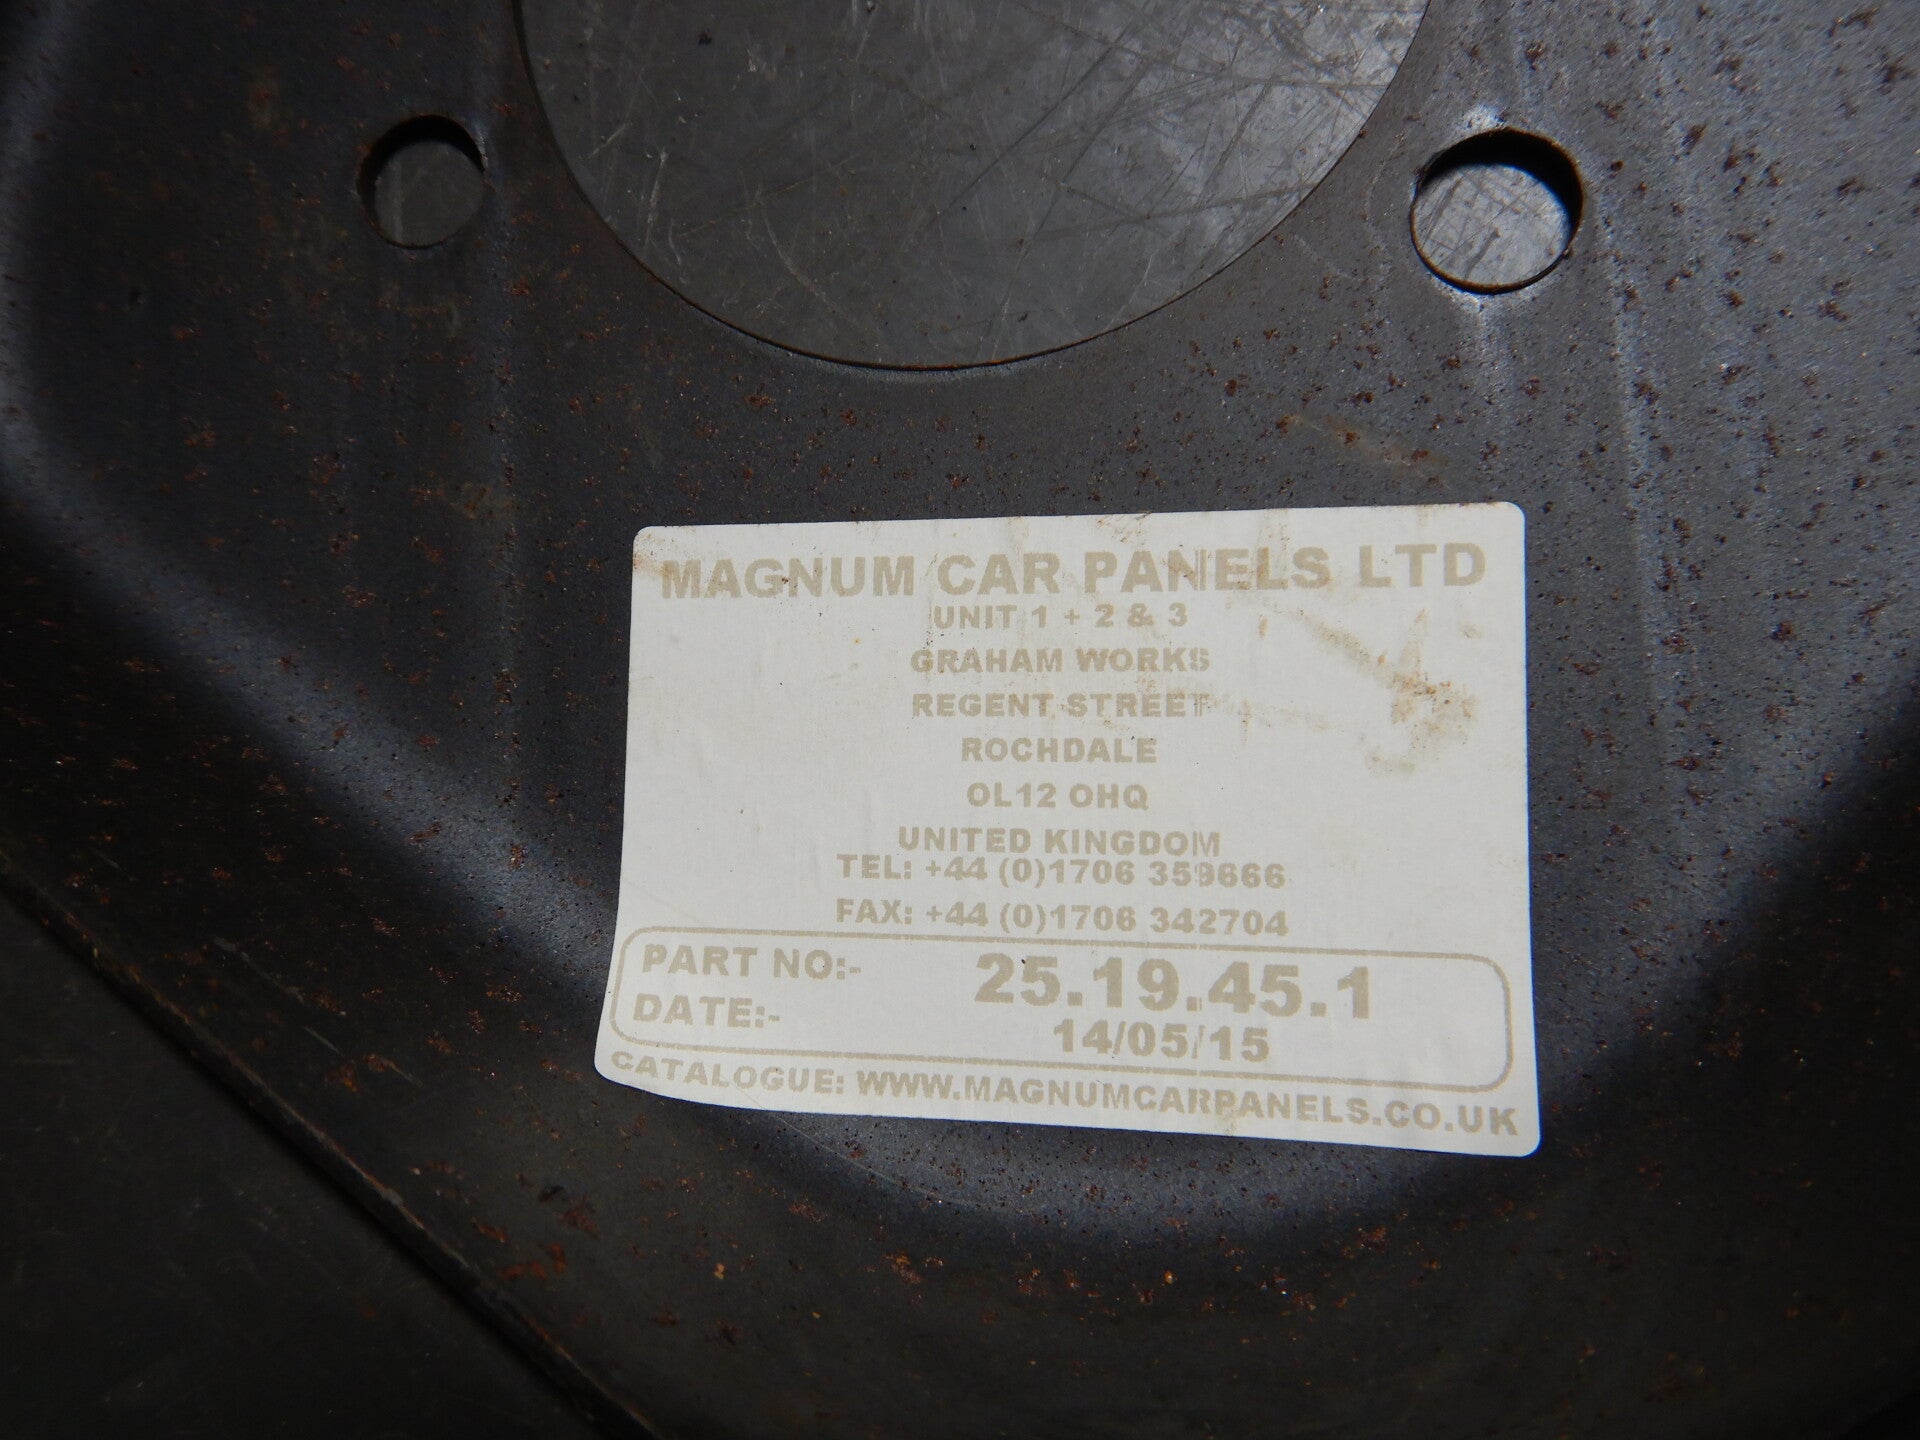 MAGNUM CAR PANELS LTD
UNIT 1 + 2 & 3
GRAHAM WORKS
REGENT STREET
ROCHDALE
OL12 OHQ
UNITED KINGDOM
TEL: +44 (0)1706 359666
FAX: +44 (0)1706 342704
PART NO:- 25.19.45.1
DATE:- 14/05/15
CATALOGUE: WWW.MAGNUMCARPANELS.CO.UK